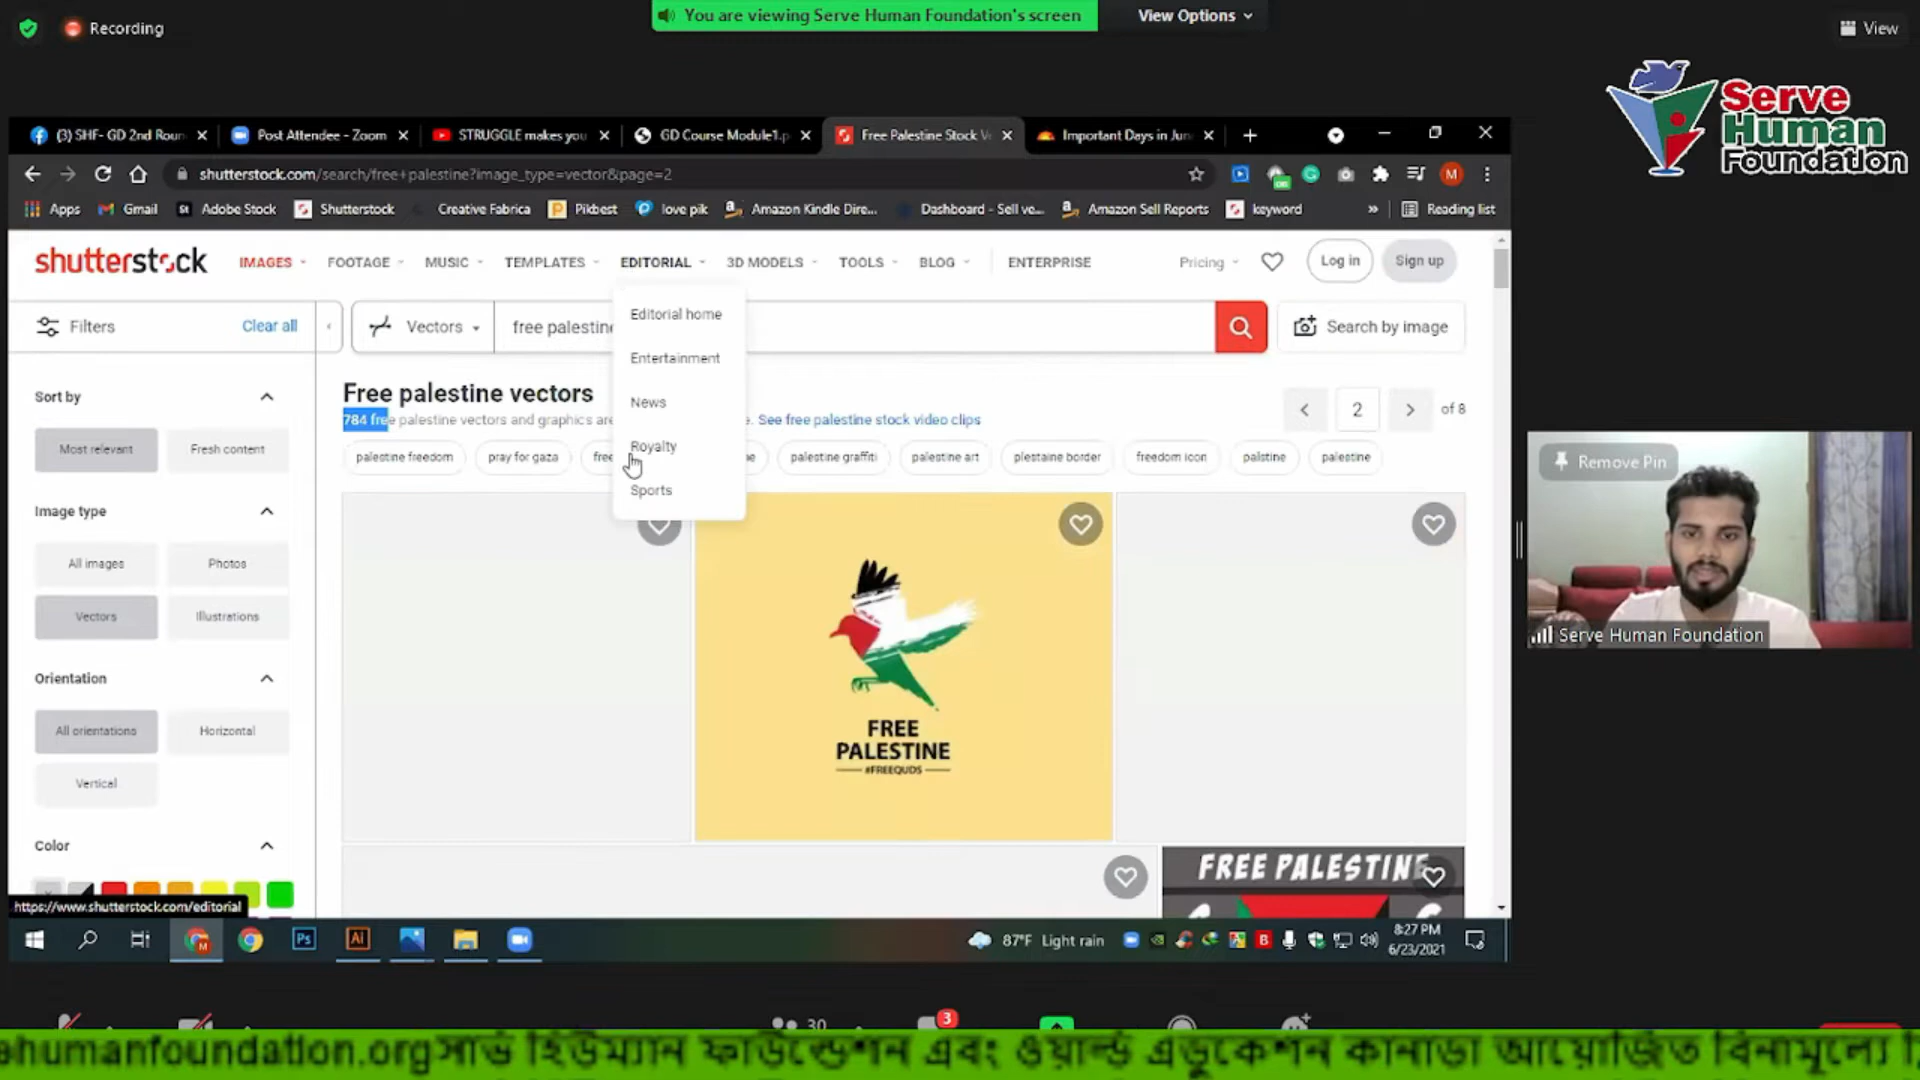 Recording
You are viewing Serve Human Foundation's screen
View Options
View
Serve
Human
Foundation
(3) SHF- GD 2nd Roun
Post Attendee - Zoom
STRUGGLE makes you
GD Course Module1.p
Free Palestine Stock V
Important Days in Jun
shutterstock.com/search/free+palestine?image_type=vector&page=2
Apps
Gmail
Adobe Stock
Shutterstock
Creative Fabrica
Pikbest
love pik
Amazon Kindle Dire...
Dashboard - Sell ve...
Amazon Sell Reports
keyword
»
Reading list
shutterstock
IMAGES
FOOTAGE
MUSIC
TEMPLATES
EDITORIAL
3D MODELS
TOOLS
BLOG
ENTERPRISE
Pricing
Log in
Sign up
Editorial home
Entertainment
News
Royalty
Sports
Filters
Clear all
Vectors
free palestine
Search by image
Sort by
Most relevant
Fresh content
Free palestine vectors
784 free palestine vectors and graphics are
See free palestine stock video clips
2
of 8
palestine freedom
pray for gaza
free
palestine graffiti
palestine art
plestaine border
freedom icon
palstine
palestine
Image type
All images
Photos
Vectors
Illustrations
Orientation
All orientations
Horizontal
Vertical
Color
FREE
PALESTINE
#FREEQUDS
FREE PALESTINE
Remove Pin
Serve Human Foundation
https://www.shutterstock.com/editorial
Ps
Ai
87°F Light rain
8:27 PM
6/23/2021
30
3
ahumanfoundation.orgসার্ভ হিউম্যান ফাউন্ডেশন এবং ওয়ার্ল্ড এডুকেশন কানাডা আয়োজিত বিনামূল্যে